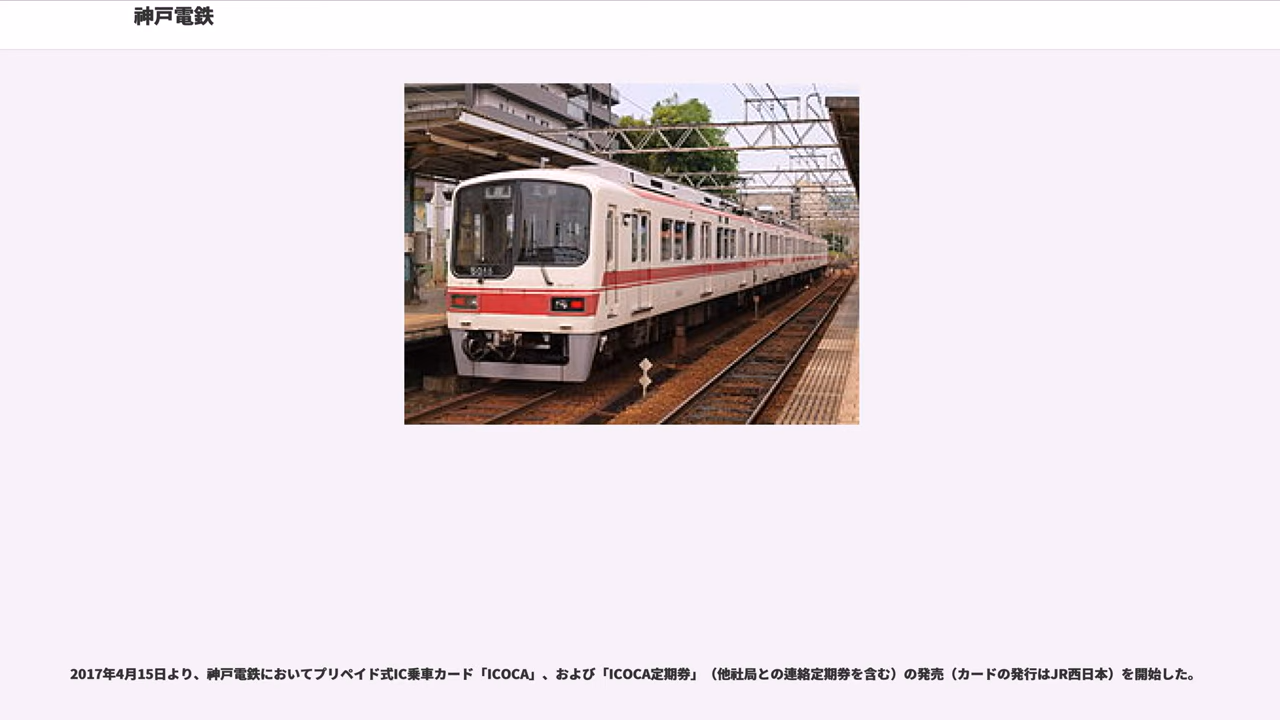 神戸電鉄
2017年4月15日より、神戸電鉄においてプリペイド式IC乗車カード「ICOCA」、および「ICOCA定期券」（他社局との連絡定期券を含む）の発売（カードの発行はJR西日本）を開始した。